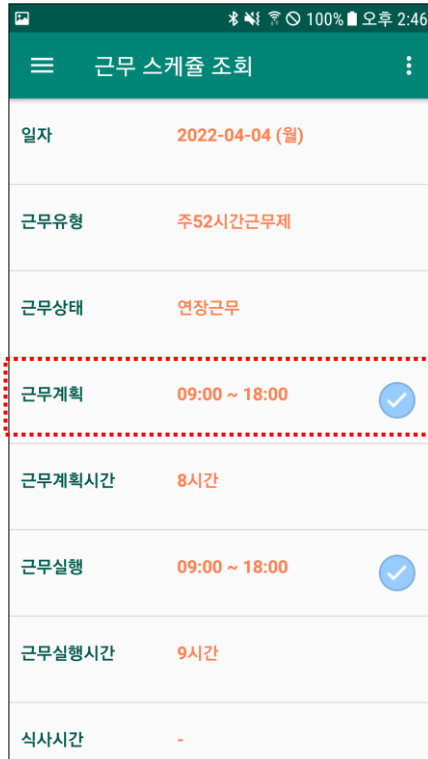 100% 오후 2:46
근무 스케쥴 조회
일자 2022-04-04 (월)
근무유형 주52시간근무제
근무상태 연장근무
근무계획 09:00 ~ 18:00
근무계획시간 8시간
근무실행 09:00 ~ 18:00
근무실행시간 9시간
식사시간 -